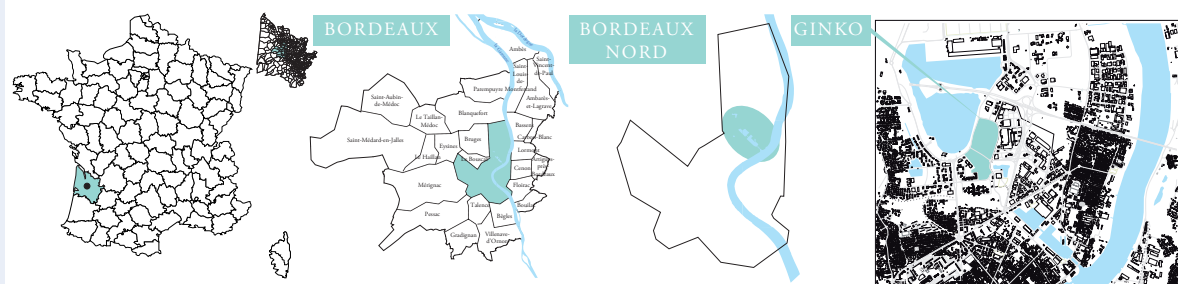 BORDEAUX
Ambès
Saint-
Vincent-
de-Paul
Saint-
Louis-
de-
Montferrand
Parempuyre
Ambarès-
et-Lagrave
Saint-Aubin-
de-Médoc
Le Taillan-
Médoc
Blanquefort
Bassens
Carbon-Blanc
Saint-Médard-en-Jalles
Eysines
Bruges
Lormont
Le Haillan
Le Bouscat
Cenon
Artigues-
près-
Bordeaux
Mérignac
Floirac
Talence
Bouliac
Pessac
Bègles
Gradignan
Villenave-
d'Ornon
BORDEAUX
NORD
GINKO